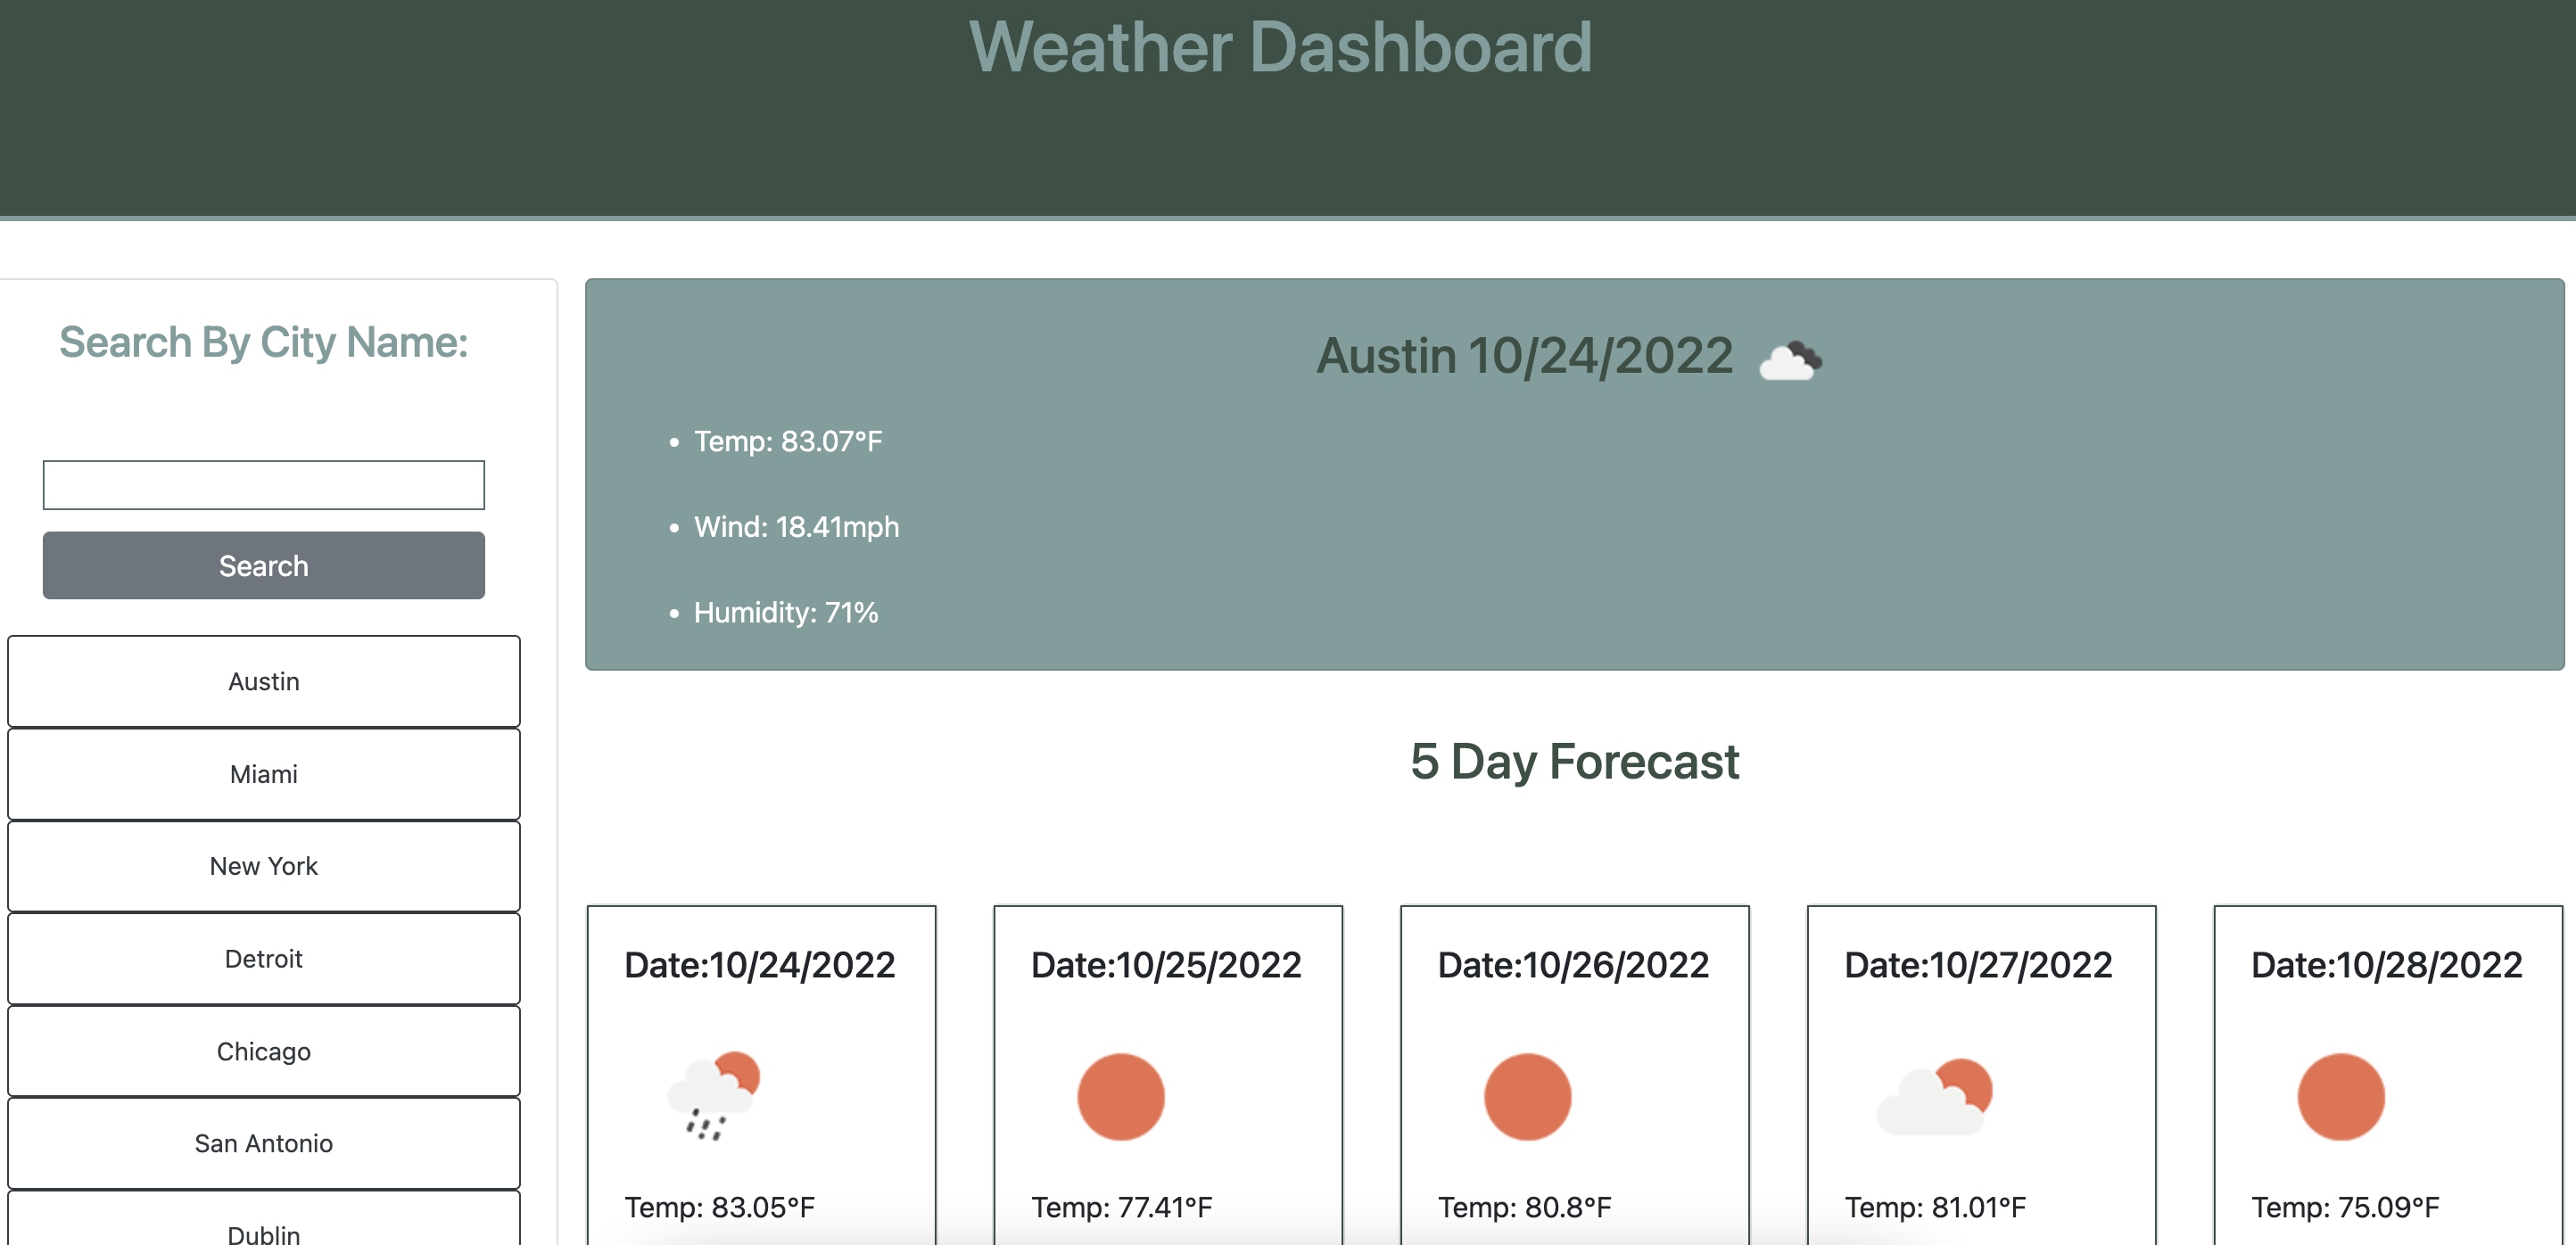 Weather Dashboard
Search By City Name:
Search
Austin
Miami
New York
Detroit
Chicago
San Antonio
Dublin
Austin 10/24/2022
Temp: 83.07°F
Wind: 18.41mph
Humidity: 71%
5 Day Forecast
Date:10/24/2022
Temp: 83.05°F
Date:10/25/2022
Temp: 77.41°F
Date:10/26/2022
Temp: 80.8°F
Date:10/27/2022
Temp: 81.01°F
Date:10/28/2022
Temp: 75.09°F